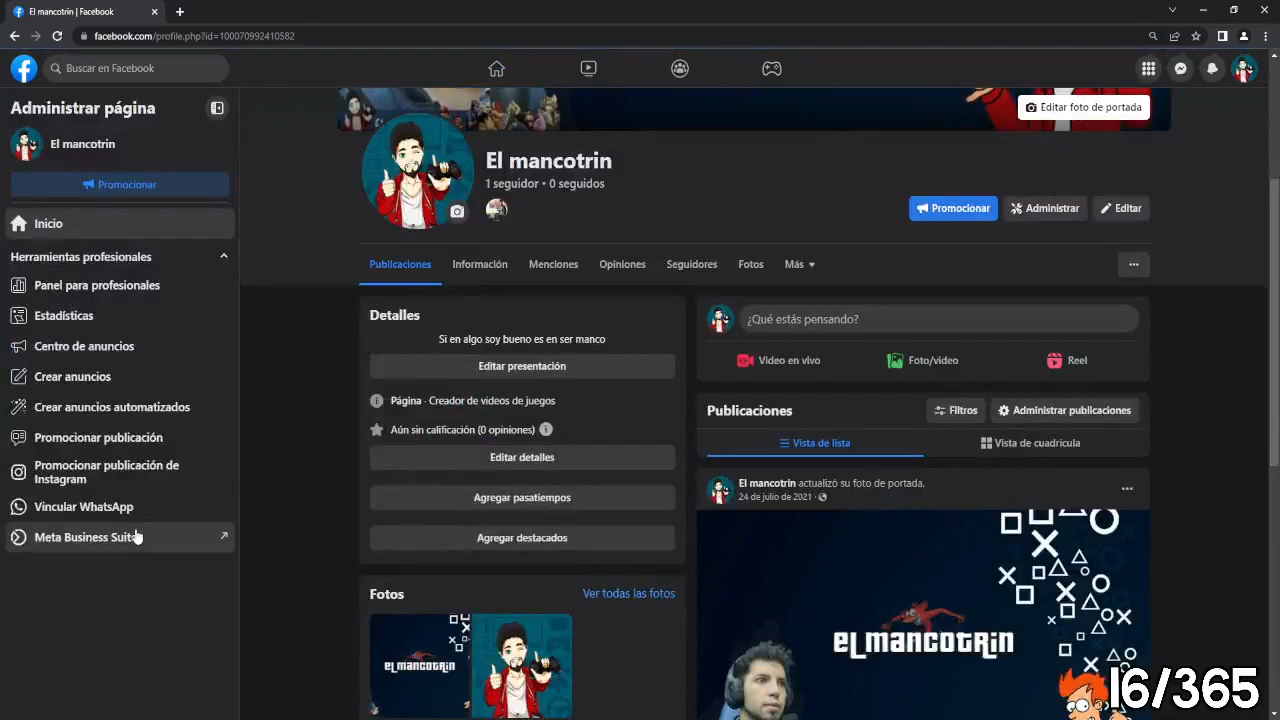 El mancotrin | Facebook
facebook.com/profile.php?id=100070992410582
Buscar en Facebook
Administrar página
El mancotrin
Promocionar
Inicio
Herramientas profesionales
Panel para profesionales
Estadísticas
Centro de anuncios
Crear anuncios
Crear anuncios automatizados
Promocionar publicación
Promocionar publicación de
Instagram
Vincular WhatsApp
Meta Business Suite
Editar foto de portada
El mancotrin
1 seguidor • 0 seguidos
Promocionar
Administrar
Editar
Publicaciones
Información
Menciones
Opiniones
Seguidores
Fotos
Más
Detalles
Si en algo soy bueno es en ser manco
Editar presentación
Página · Creador de videos de juegos
Aún sin calificación (0 opiniones)
Editar detalles
Agregar pasatiempos
Agregar destacados
Fotos
Ver todas las fotos
elmancotrin
¿Qué estás pensando?
Video en vivo
Foto/video
Reel
Publicaciones
Filtros
Administrar publicaciones
Vista de lista
Vista de cuadrícula
El mancotrin actualizó su foto de portada.
24 de julio de 2021 ·
elmancotrin
16/365